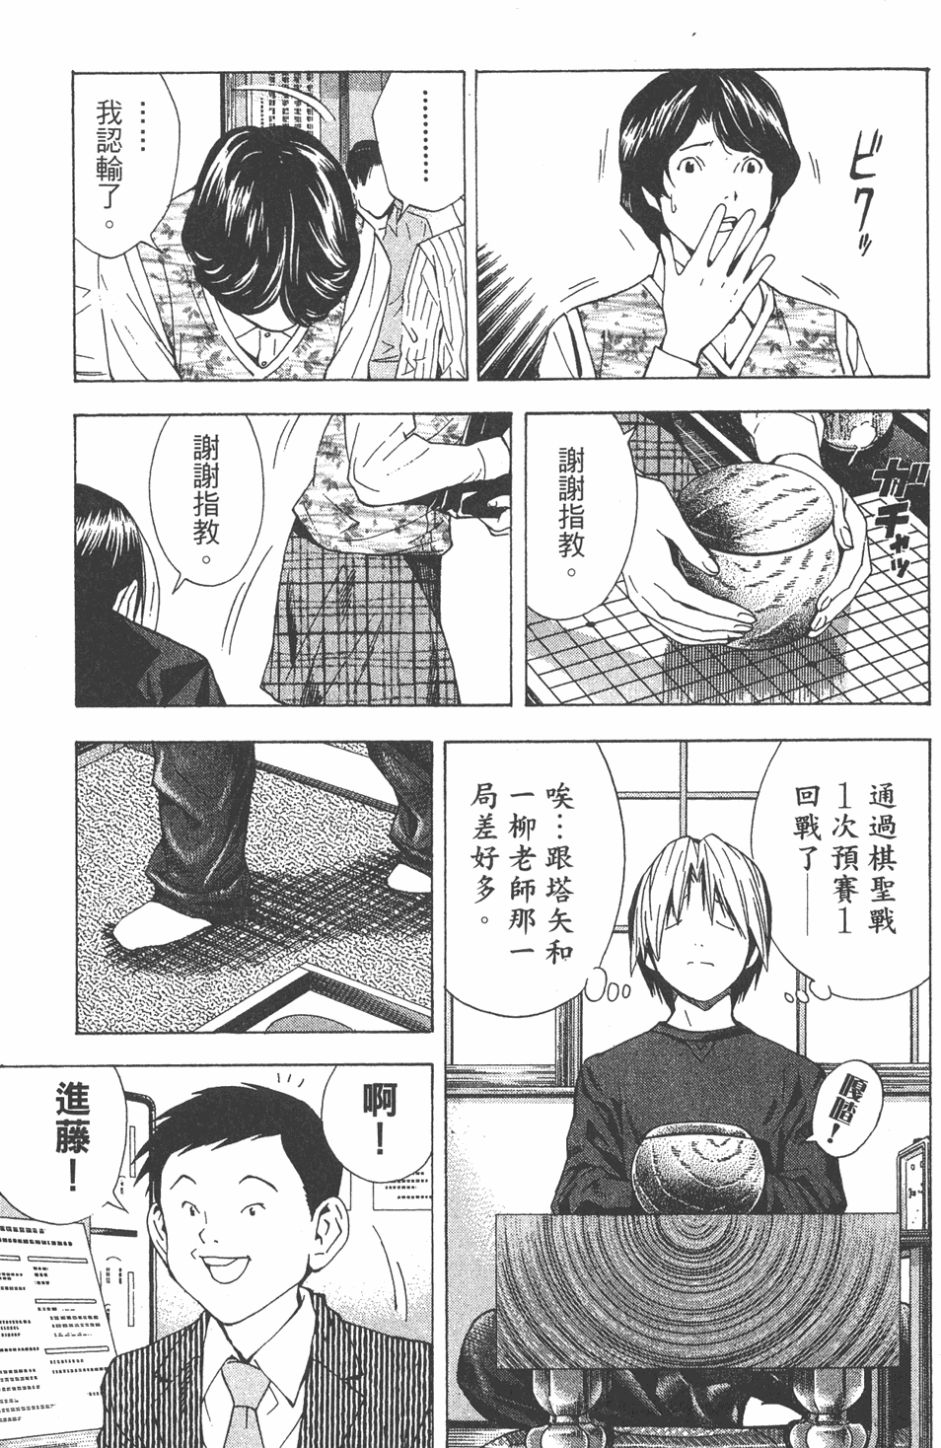 ビクッ
…………
……
我認輸了。
ガチャッ
謝謝指教。
謝謝指教。
通過棋聖戰
1次預賽1
回戰了──
唉…跟塔矢和
一柳老師那一
局差好多。
嘎喳！
啊！
進藤！